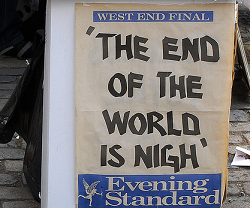 WEST END FINAL
'THE END
OF THE
WORLD
IS NIGH'
Evening
Standard